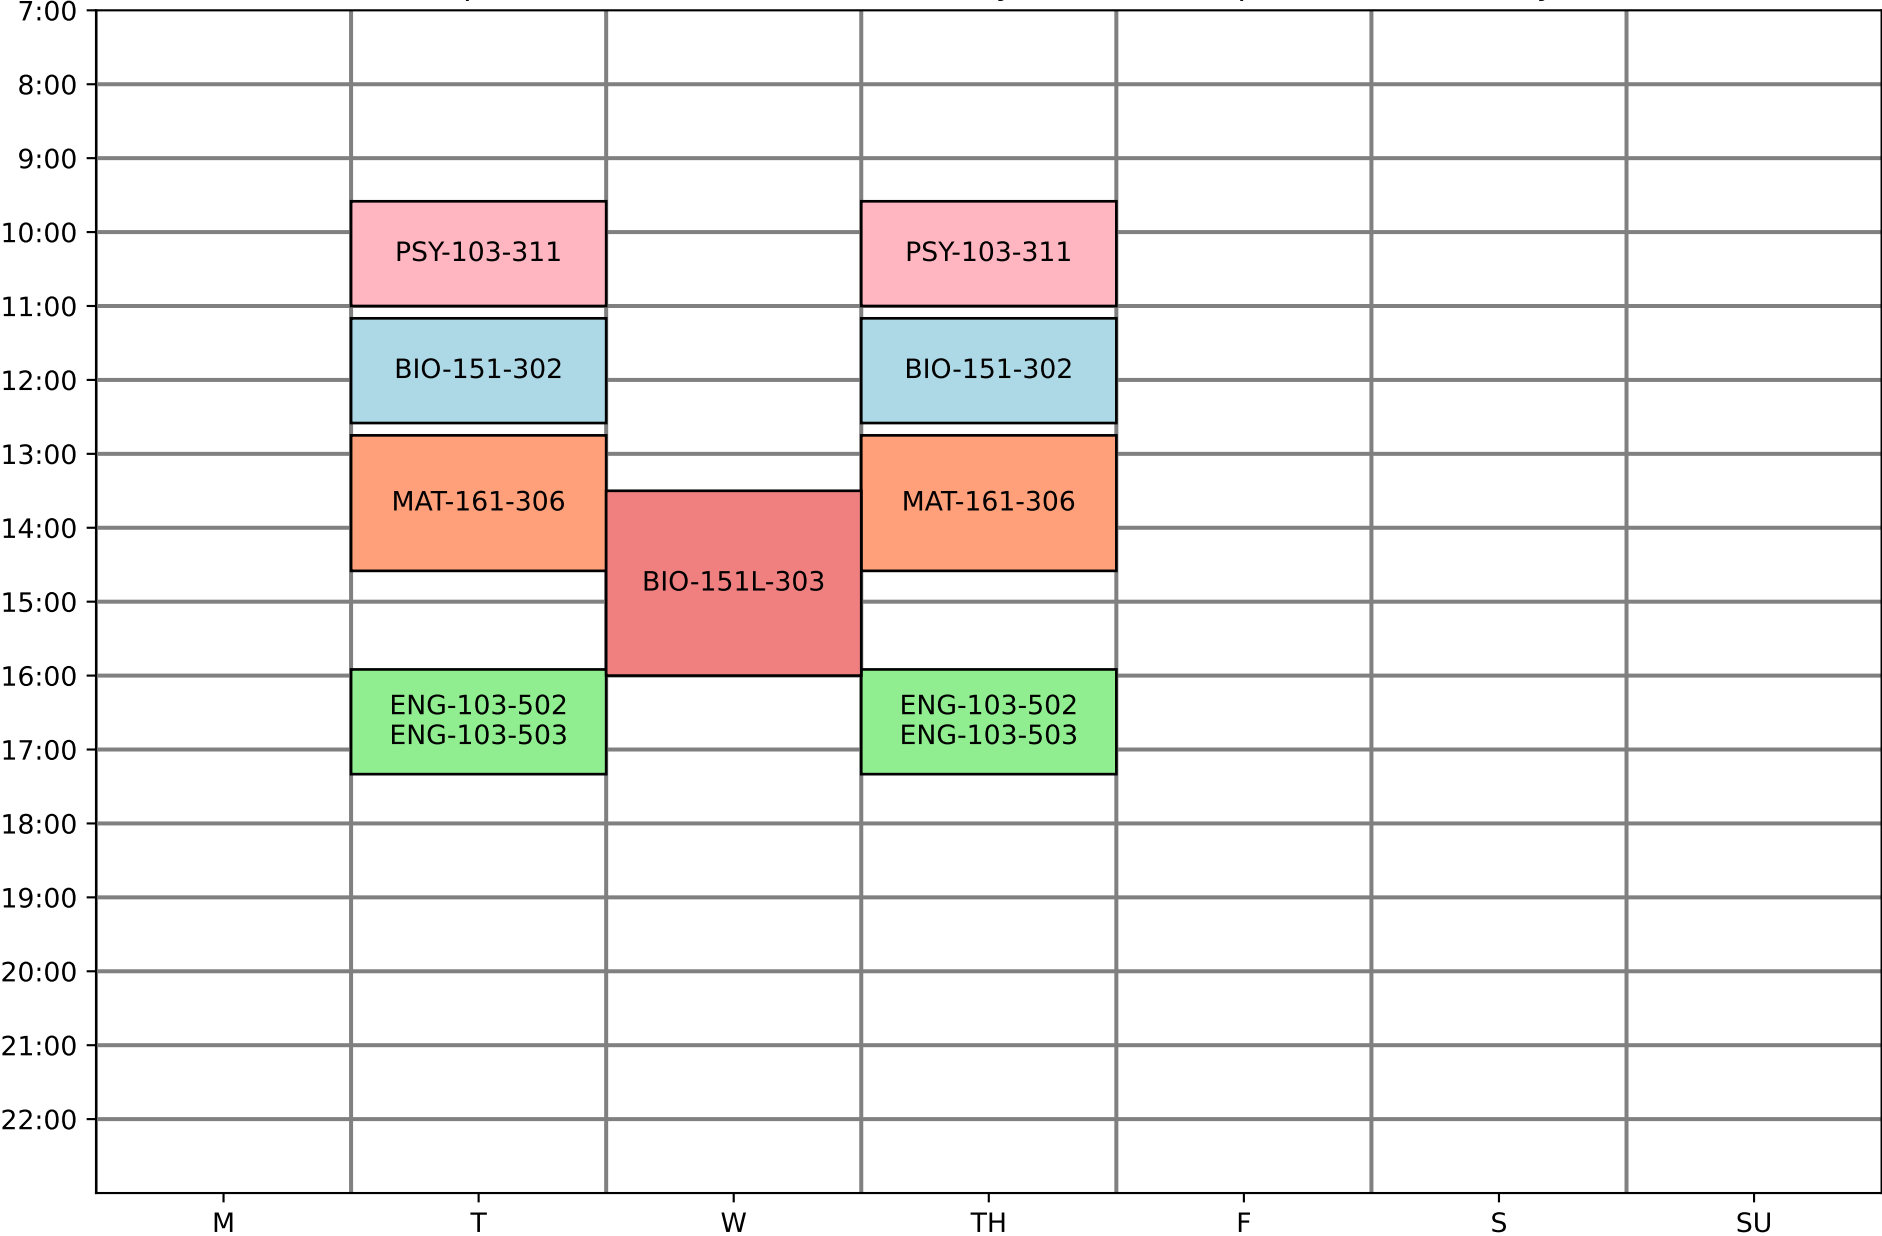 7:00
8:00
9:00
10:00
11:00
12:00
13:00
14:00
15:00
16:00
17:00
18:00
19:00
20:00
21:00
22:00
PSY-103-311
PSY-103-311
BIO-151-302
BIO-151-302
MAT-161-306
MAT-161-306
BIO-151L-303
ENG-103-502
ENG-103-503
ENG-103-502
ENG-103-503
M T W TH F S SU